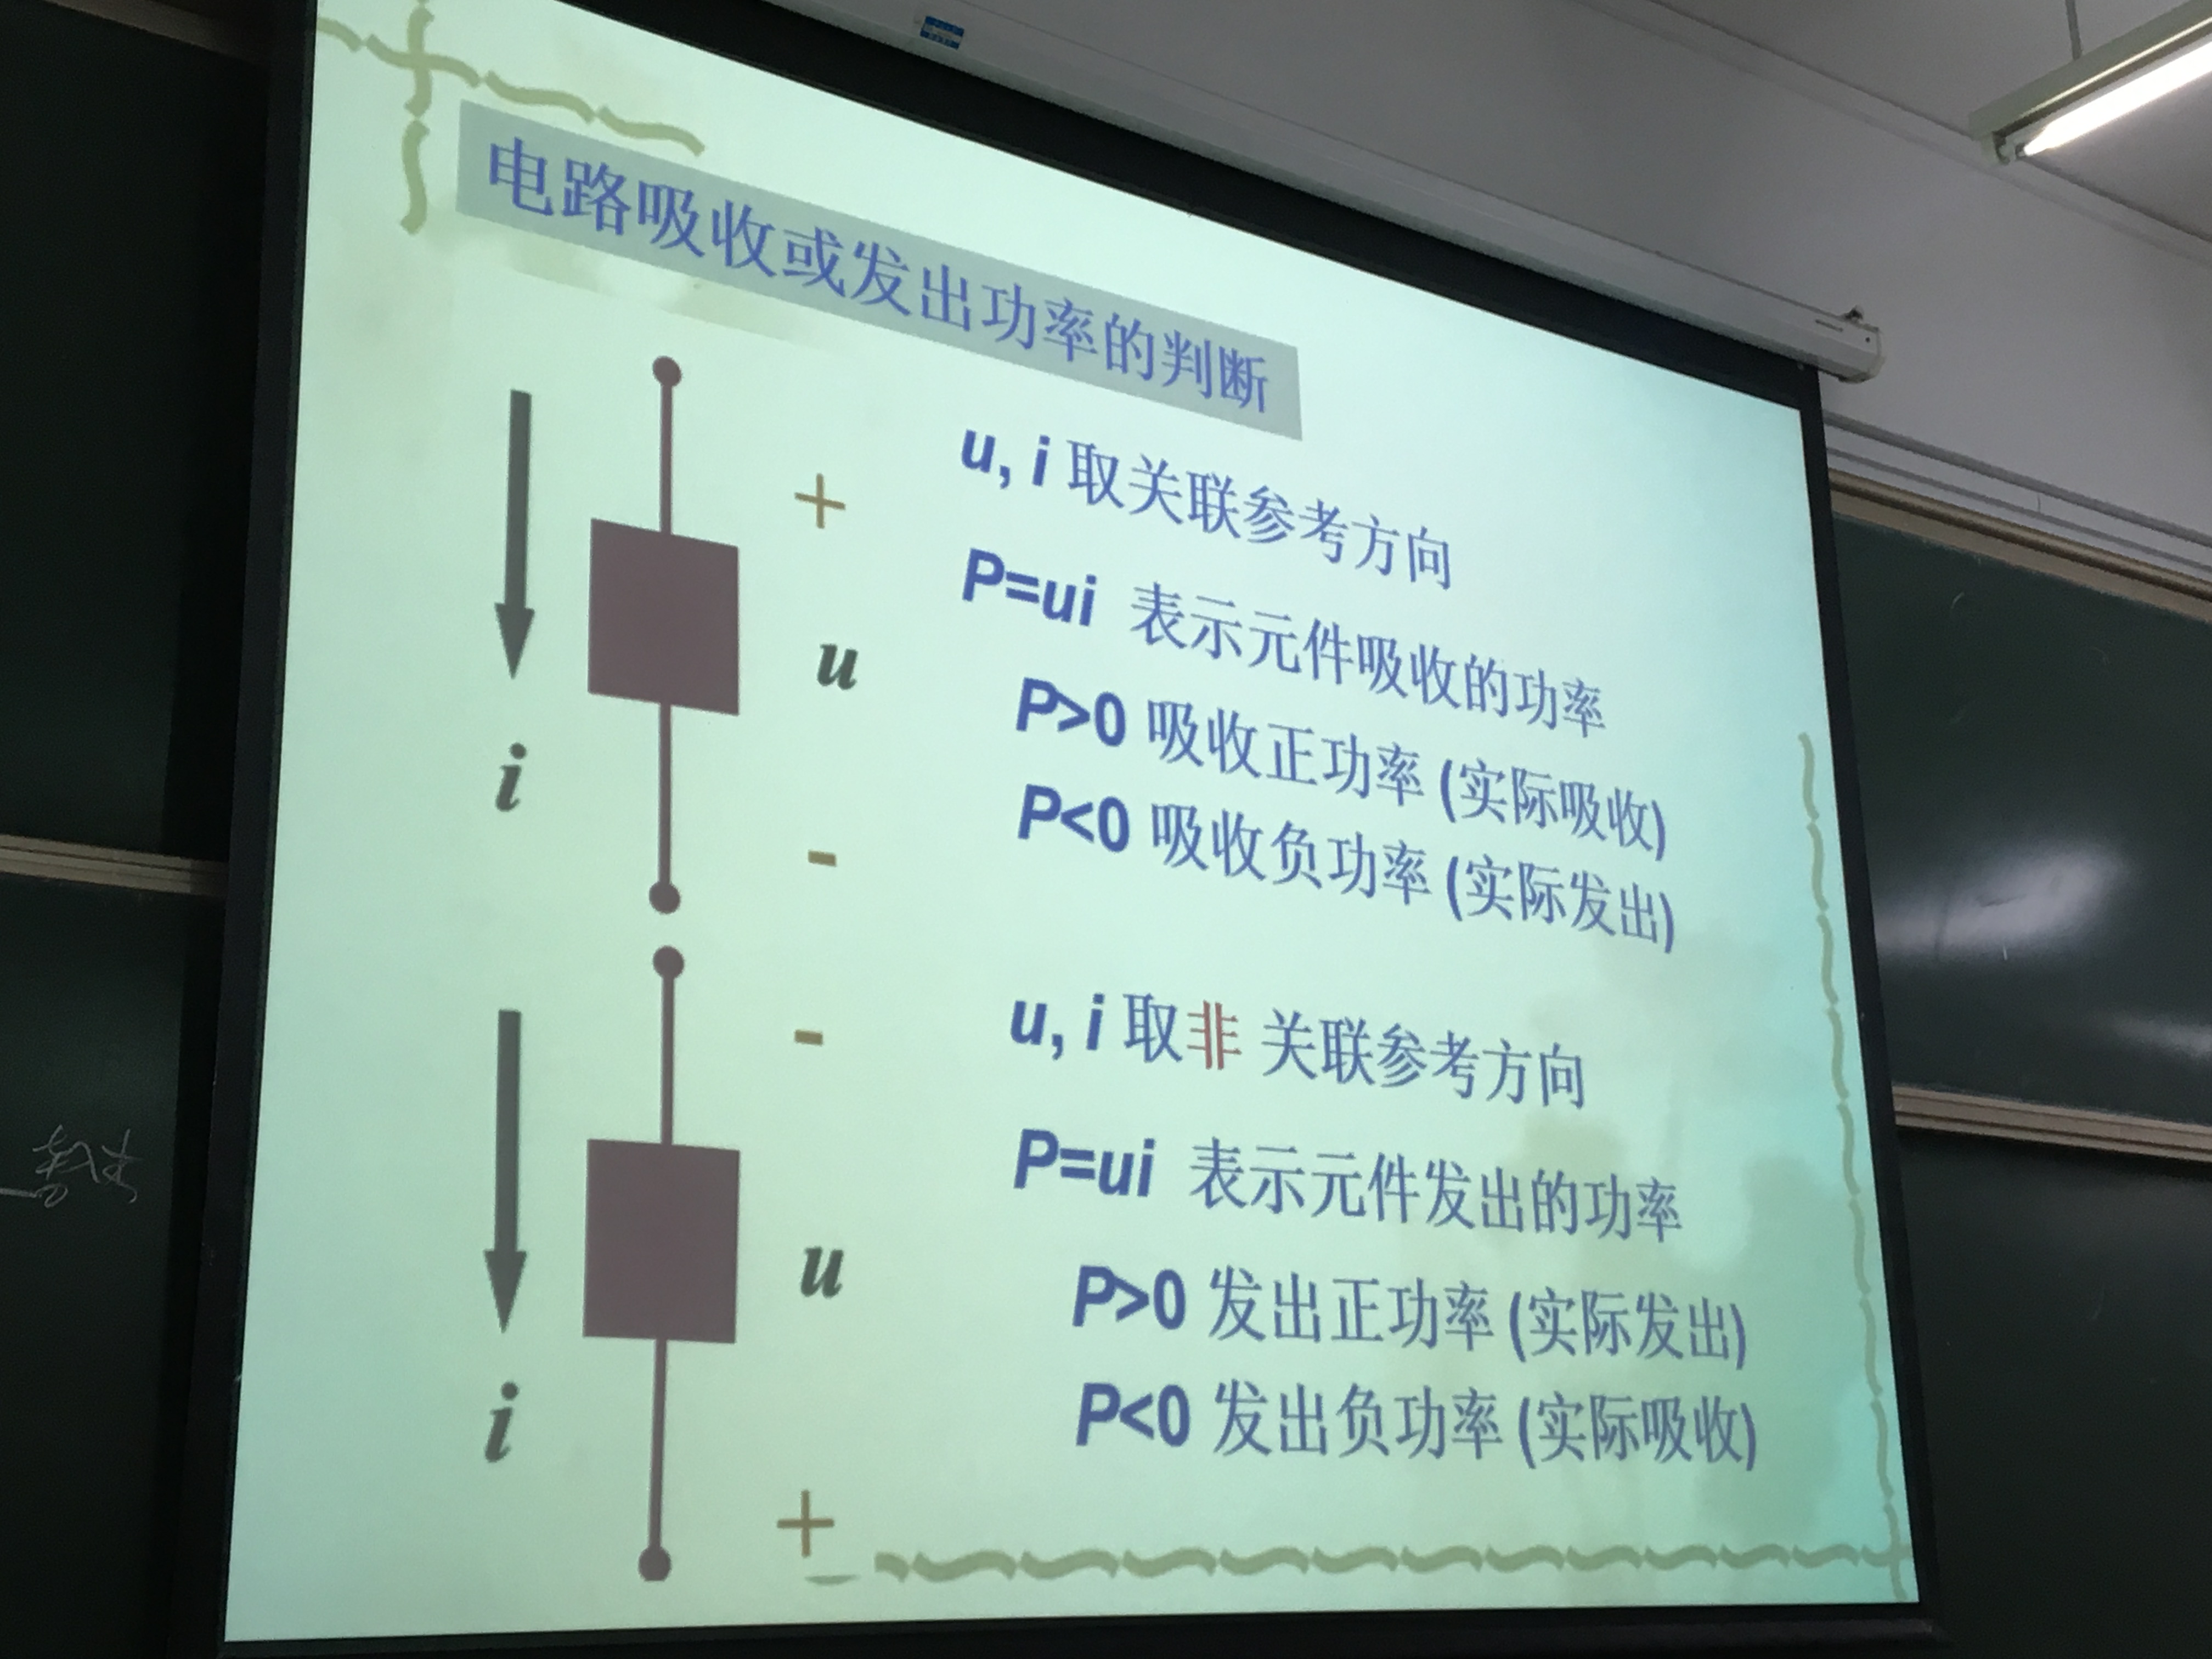 电路吸收或发出功率的判断
u, i 取关联参考方向
P=ui 表示元件吸收的功率
P>0 吸收正功率 (实际吸收)
P<0 吸收负功率 (实际发出)
+
u
i
-
u, i 取非 关联参考方向
P=ui 表示元件发出的功率
P>0 发出正功率 (实际发出)
P<0 发出负功率 (实际吸收)
-
u
i
+